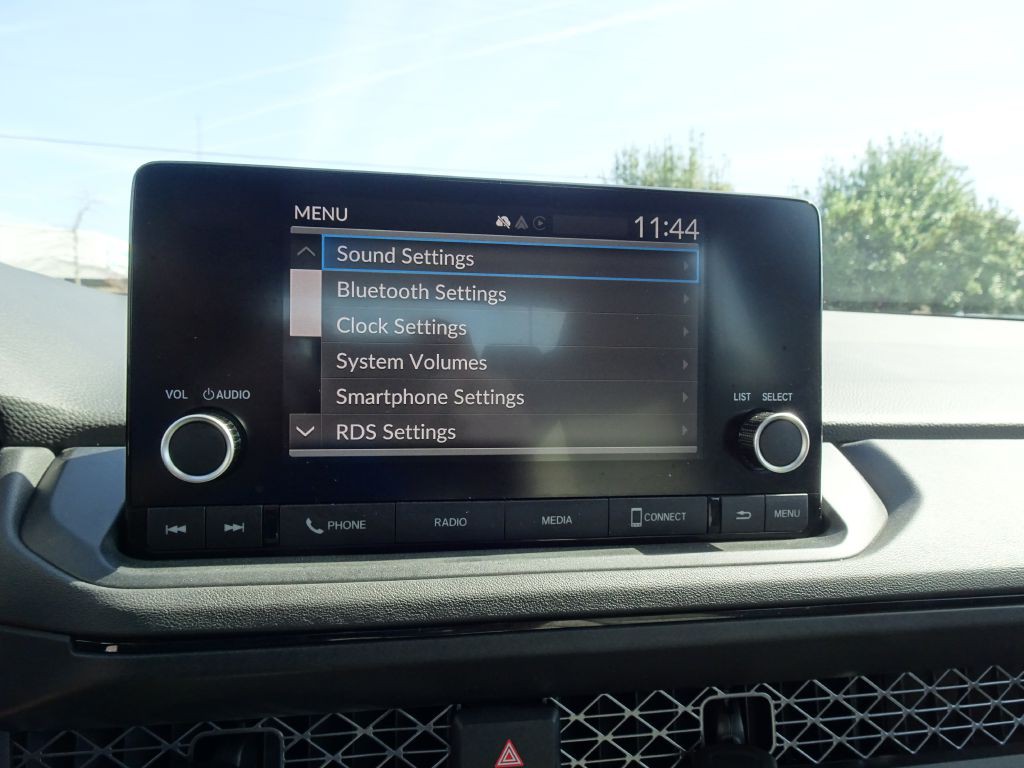 MENU 11:44
Sound Settings
Bluetooth Settings
Clock Settings
System Volumes
Smartphone Settings
RDS Settings
VOL AUDIO
LIST SELECT
PHONE RADIO MEDIA CONNECT MENU